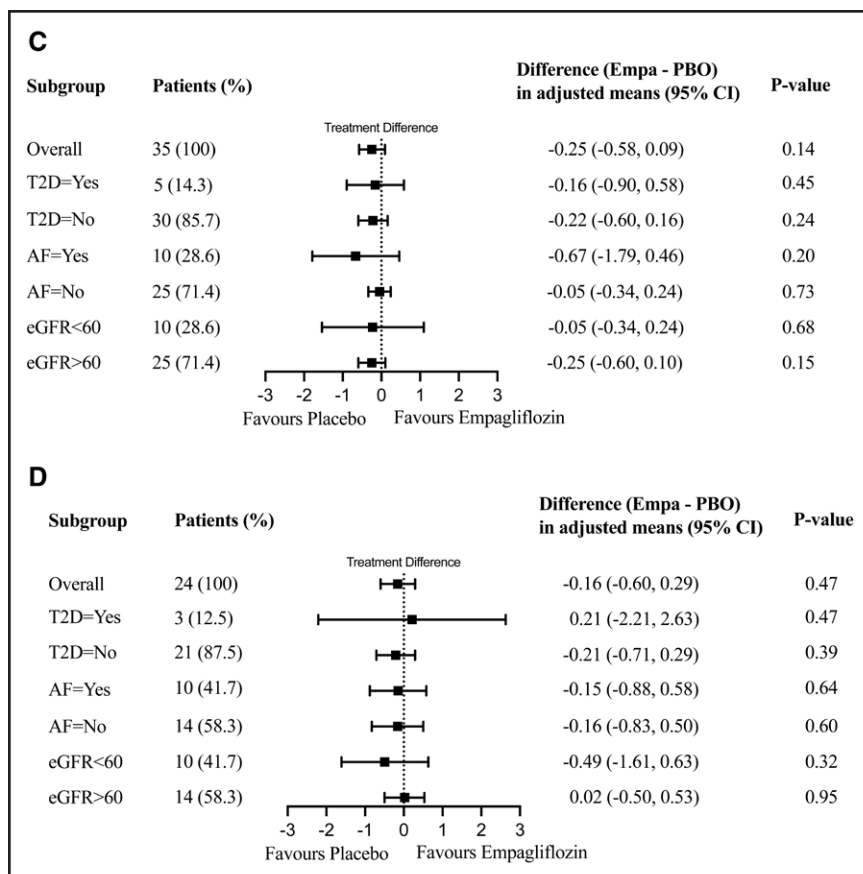 C
Subgroup Patients (%) Difference (Empa - PBO) in adjusted means (95% CI) P-value
Treatment Difference
Overall 35 (100) -0.25 (-0.58, 0.09) 0.14
T2D=Yes 5 (14.3) -0.16 (-0.90, 0.58) 0.45
T2D=No 30 (85.7) -0.22 (-0.60, 0.16) 0.24
AF=Yes 10 (28.6) -0.67 (-1.79, 0.46) 0.20
AF=No 25 (71.4) -0.05 (-0.34, 0.24) 0.73
eGFR<60 10 (28.6) -0.05 (-0.34, 0.24) 0.68
eGFR>60 25 (71.4) -0.25 (-0.60, 0.10) 0.15
-3 -2 -1 0 1 2 3
Favours Placebo Favours Empagliflozin
D
Subgroup Patients (%) Difference (Empa - PBO) in adjusted means (95% CI) P-value
Treatment Difference
Overall 24 (100) -0.16 (-0.60, 0.29) 0.47
T2D=Yes 3 (12.5) 0.21 (-2.21, 2.63) 0.47
T2D=No 21 (87.5) -0.21 (-0.71, 0.29) 0.39
AF=Yes 10 (41.7) -0.15 (-0.88, 0.58) 0.64
AF=No 14 (58.3) -0.16 (-0.83, 0.50) 0.60
eGFR<60 10 (41.7) -0.49 (-1.61, 0.63) 0.32
eGFR>60 14 (58.3) 0.02 (-0.50, 0.53) 0.95
-3 -2 -1 0 1 2 3
Favours Placebo Favours Empagliflozin